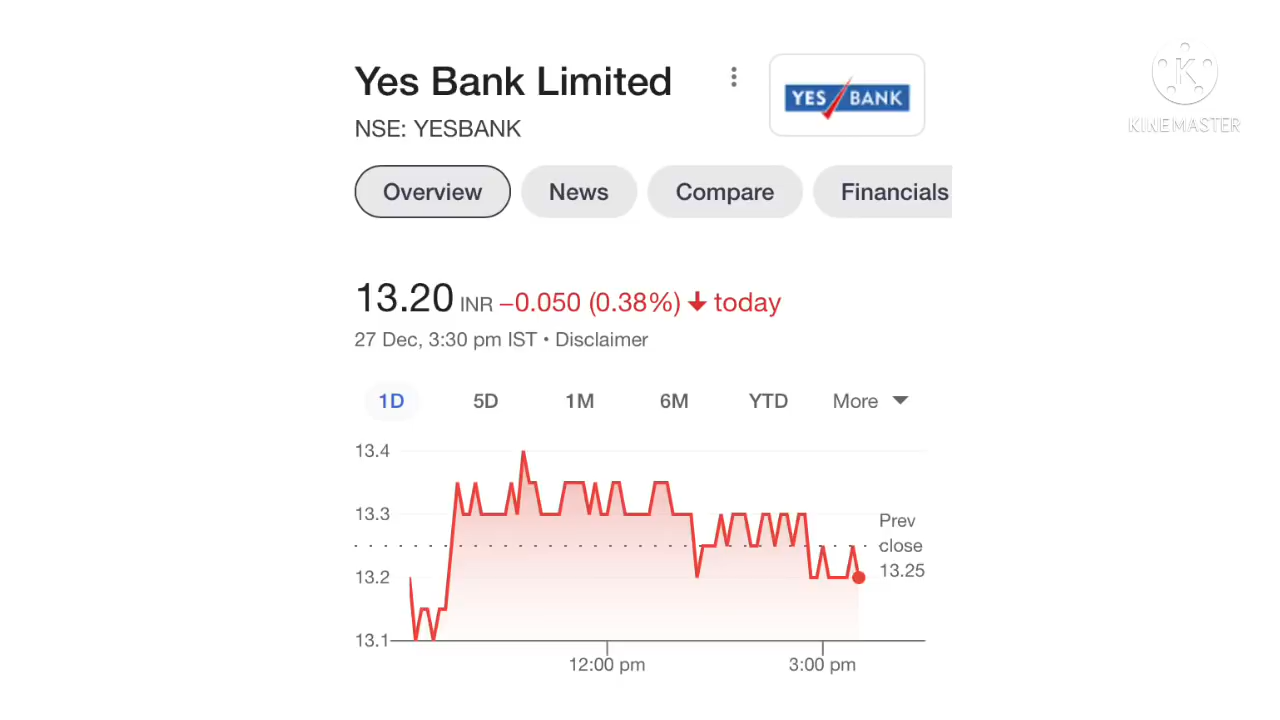 Yes Bank Limited
YES BANK
NSE: YESBANK
K
KINEMASTER
Overview
News
Compare
Financials
13.20 INR −0.050 (0.38%) ↓ today
27 Dec, 3:30 pm IST • Disclaimer
1D
5D
1M
6M
YTD
More
13.4
13.3
13.2
13.1
Prev
close
13.25
12:00 pm
3:00 pm